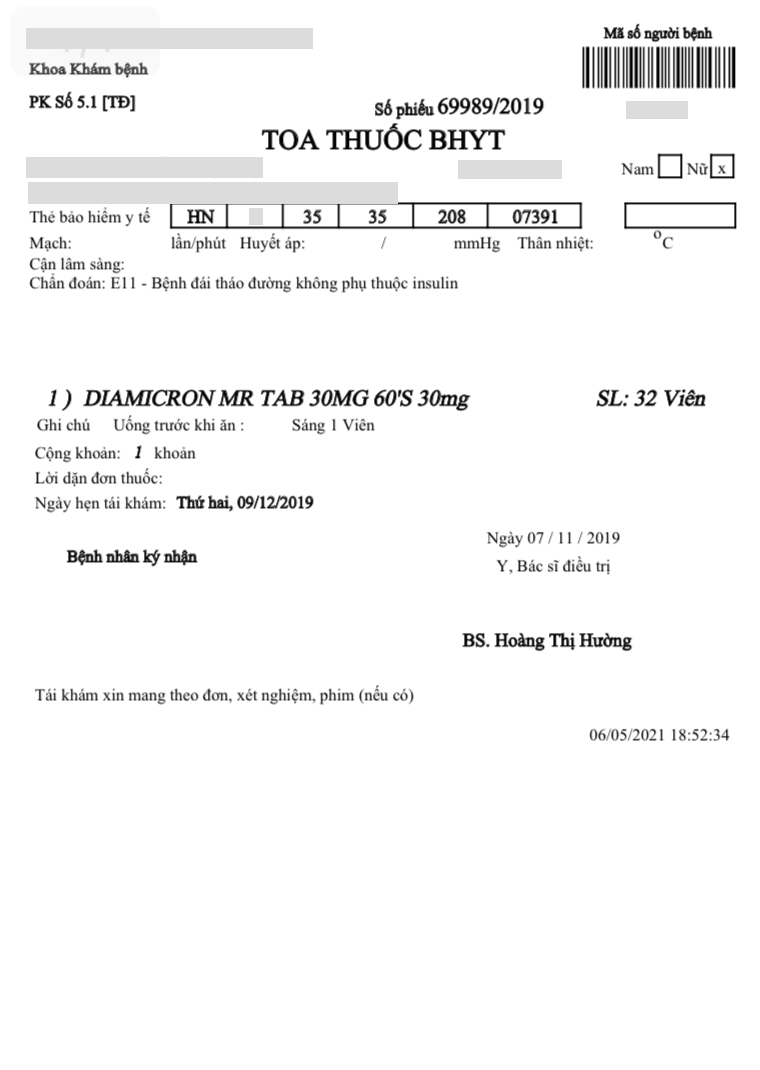 Mã số người bệnh
Khoa Khám bệnh
PK Số 5.1 [TĐ]
Số phiếu 69989/2019
TOA THUỐC BHYT
Nam Nữ x
Thẻ bảo hiểm y tế HN 35 35 208 07391
Mạch: lần/phút Huyết áp: / mmHg Thân nhiệt: °C
Cận lâm sàng:
Chẩn đoán: E11 - Bệnh đái tháo đường không phụ thuộc insulin
1 ) DIAMICRON MR TAB 30MG 60'S 30mg SL: 32 Viên
Ghi chú Uống trước khi ăn : Sáng 1 Viên
Cộng khoản: 1 khoản
Lời dặn đơn thuốc:
Ngày hẹn tái khám: Thứ hai, 09/12/2019
Ngày 07 / 11 / 2019
Bệnh nhân ký nhận
Y, Bác sĩ điều trị
BS. Hoàng Thị Hường
Tái khám xin mang theo đơn, xét nghiệm, phim (nếu có)
06/05/2021 18:52:34